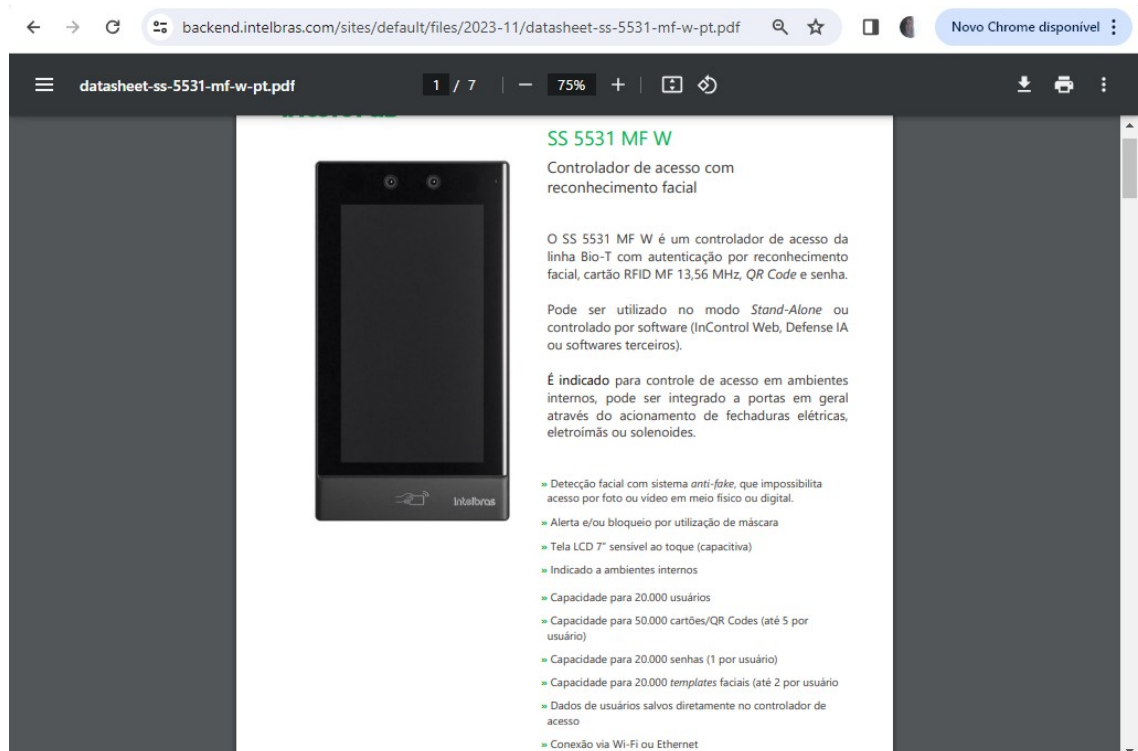 backend.intelbras.com/sites/default/files/2023-11/datasheet-ss-5531-mf-w-pt.pdf
Novo Chrome disponível
datasheet-ss-5531-mf-w-pt.pdf
1 / 7
75%
SS 5531 MF W
Controlador de acesso com
reconhecimento facial
O SS 5531 MF W é um controlador de acesso da
linha Bio-T com autenticação por reconhecimento
facial, cartão RFID MF 13,56 MHz, QR Code e senha.
Pode ser utilizado no modo Stand-Alone ou
controlado por software (InControl Web, Defense IA
ou softwares terceiros).
É indicado para controle de acesso em ambientes
internos, pode ser integrado a portas em geral
através do acionamento de fechaduras elétricas,
eletroímãs ou solenoides.
intelbras
» Detecção facial com sistema anti-fake, que impossibilita
acesso por foto ou vídeo em meio físico ou digital.
» Alerta e/ou bloqueio por utilização de máscara
» Tela LCD 7" sensível ao toque (capacitiva)
» Indicado a ambientes internos
» Capacidade para 20.000 usuários
» Capacidade para 50.000 cartões/QR Codes (até 5 por
usuário)
» Capacidade para 20.000 senhas (1 por usuário)
» Capacidade para 20.000 templates faciais (até 2 por usuário
» Dados de usuários salvos diretamente no controlador de
acesso
» Conexão via Wi-Fi ou Ethernet